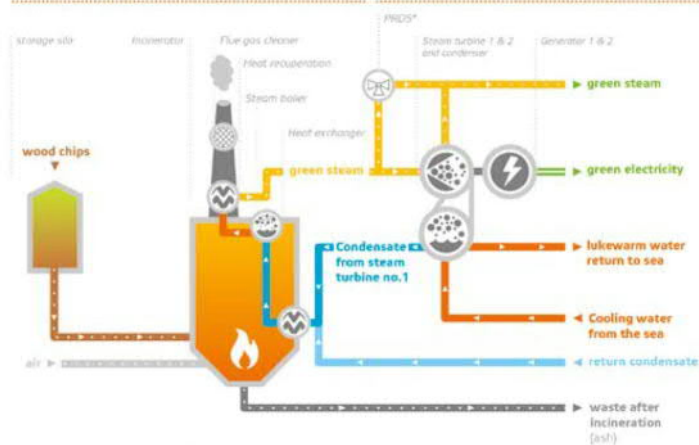 PRDS*
storage silo
Incinerator
Flue gas cleaner
Steam turbine 1 & 2
and condenser
Generator 1 & 2
Heat recuperation
green steam
Steam boiler
Heat exchanger
wood chips
green steam
green electricity
Condensate
from steam
turbine no.1
lukewarm water
return to sea
Cooling water
from the sea
air
return condensate
waste after
incineration
(ash)